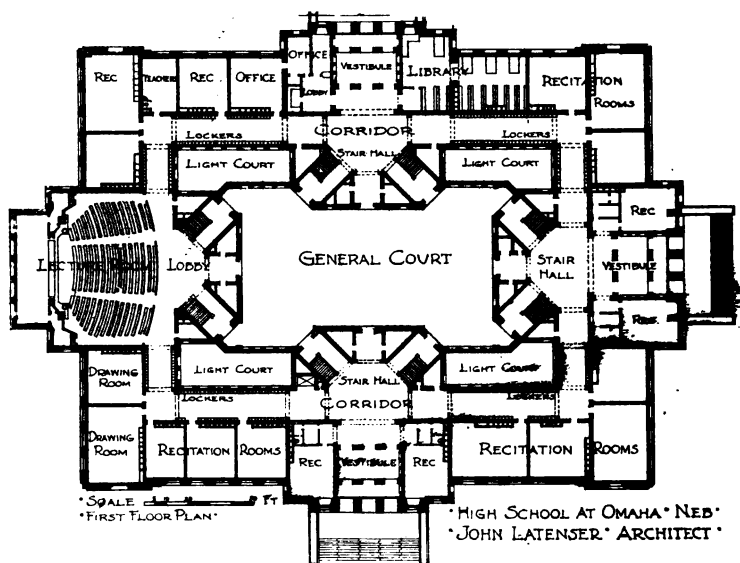 OFFICE
REC
TEACHERS
REC
OFFICE
LOBBY
VESTIBULE
LIBRARY
RECITATION
ROOMS
LOCKERS
CORRIDOR
LOCKERS
STAIR HALL
LIGHT COURT
LIGHT COURT
REC
LECTURE ROOM
LOBBY
GENERAL COURT
STAIR
HALL
VESTIBULE
REC
LIGHT COURT
LIGHT COURT
DRAWING
ROOM
STAIR HALL
LOCKERS
CORRIDOR
LOCKERS
DRAWING
ROOM
RECITATION ROOMS
REC
VESTIBULE
REC
RECITATION ROOMS
·SCALE FT
·FIRST FLOOR PLAN·
·HIGH SCHOOL AT OMAHA· NEB·
·JOHN LATENSER· ARCHITECT·